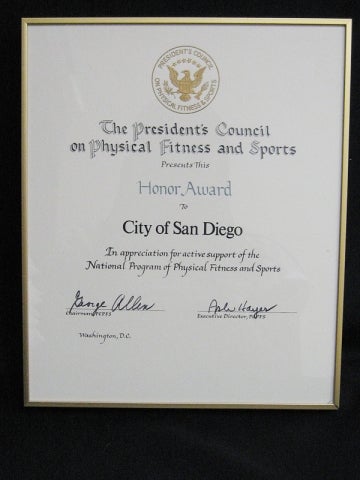 PRESIDENT'S COUNCIL
ON PHYSICAL FITNESS & SPORTS
The President's Council
on Physical Fitness and Sports
Presents This
Honor Award
To
City of San Diego
In appreciation for active support of the
National Program of Physical Fitness and Sports
George Allen
Chairman, PCPFS
Executive Director, PCPFS
Washington, D.C.